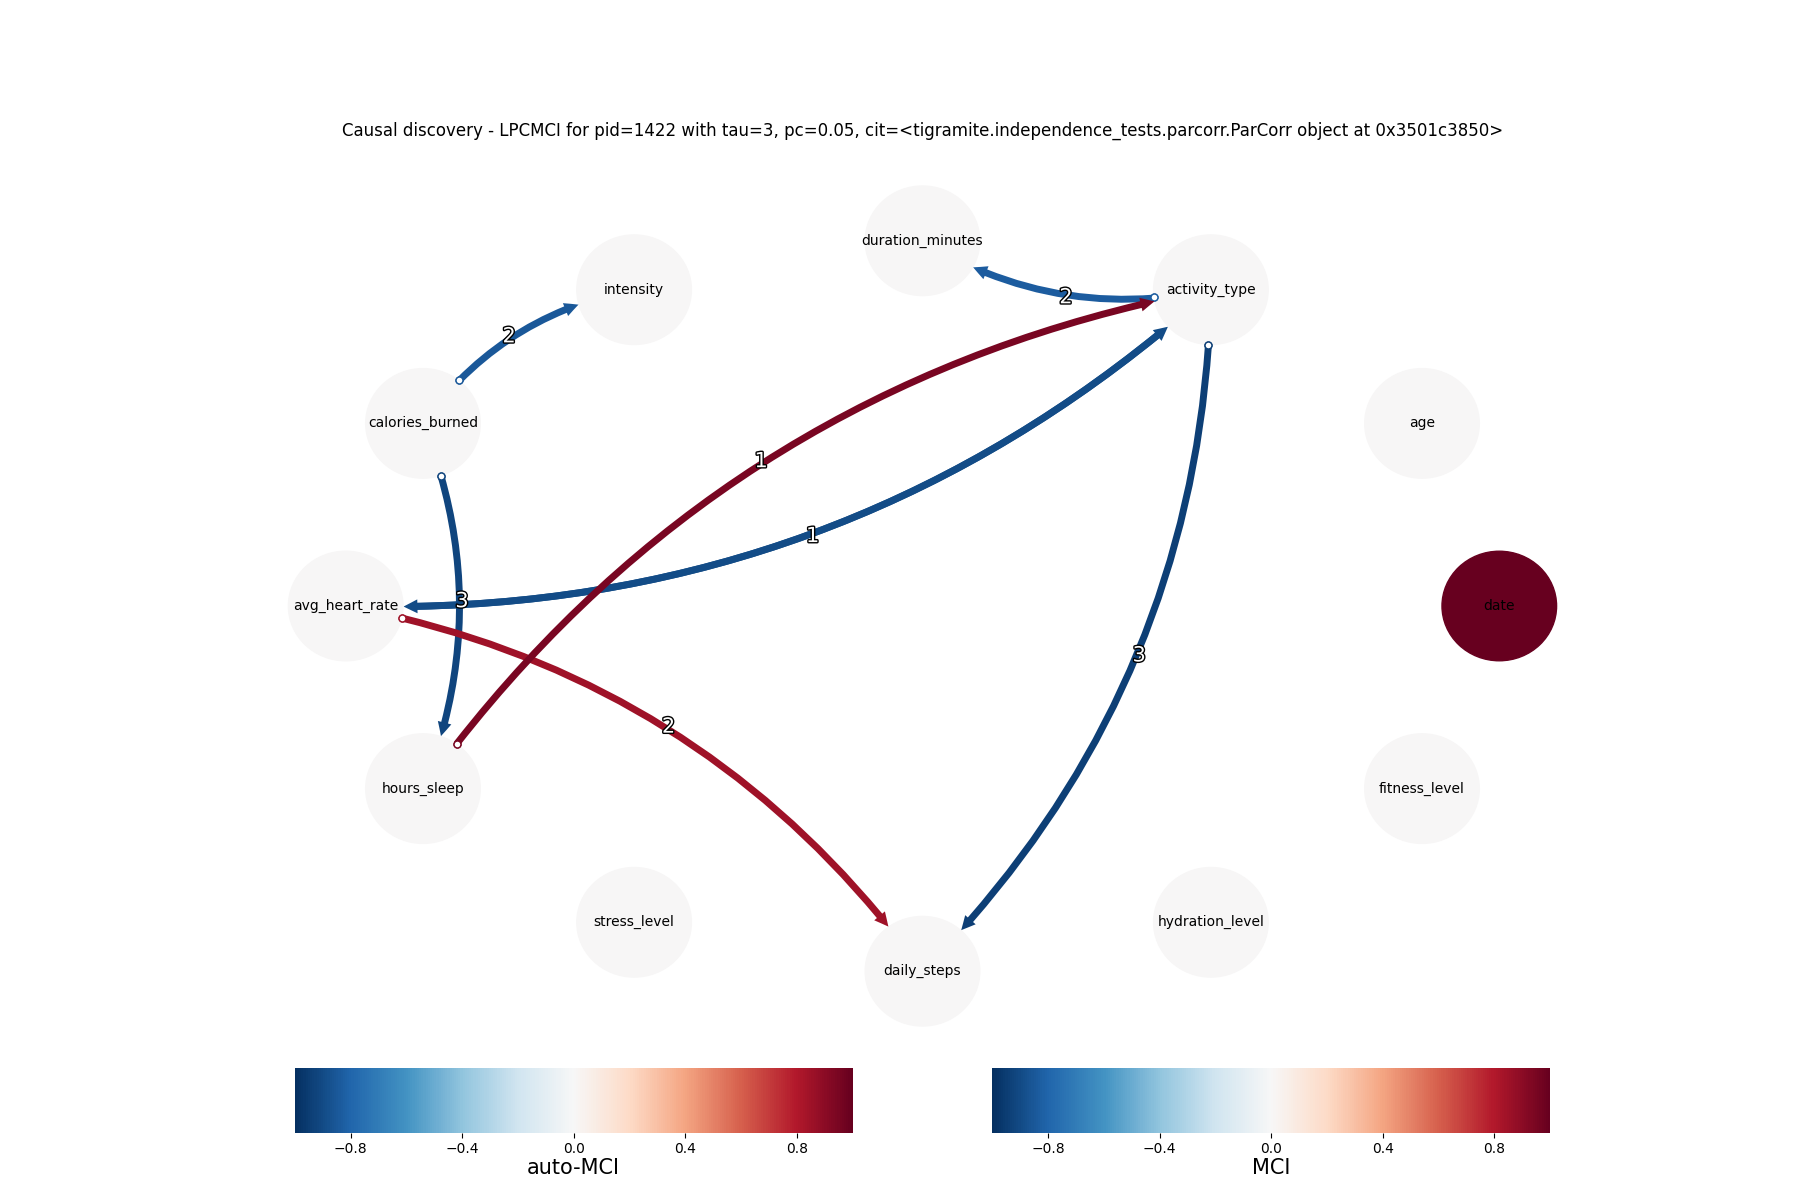 Causal discovery - LPCMCI for pid=1422 with tau=3, pc=0.05, cit=<tigramite.independence_tests.parcorr.ParCorr object at 0x3501c3850>
duration_minutes
intensity
activity_type
2
2
calories_burned
age
1
1
3
avg_heart_rate
date
3
2
hours_sleep
fitness_level
stress_level
hydration_level
daily_steps
−0.8 −0.4 0.0 0.4 0.8
auto-MCI
−0.8 −0.4 0.0 0.4 0.8
MCI